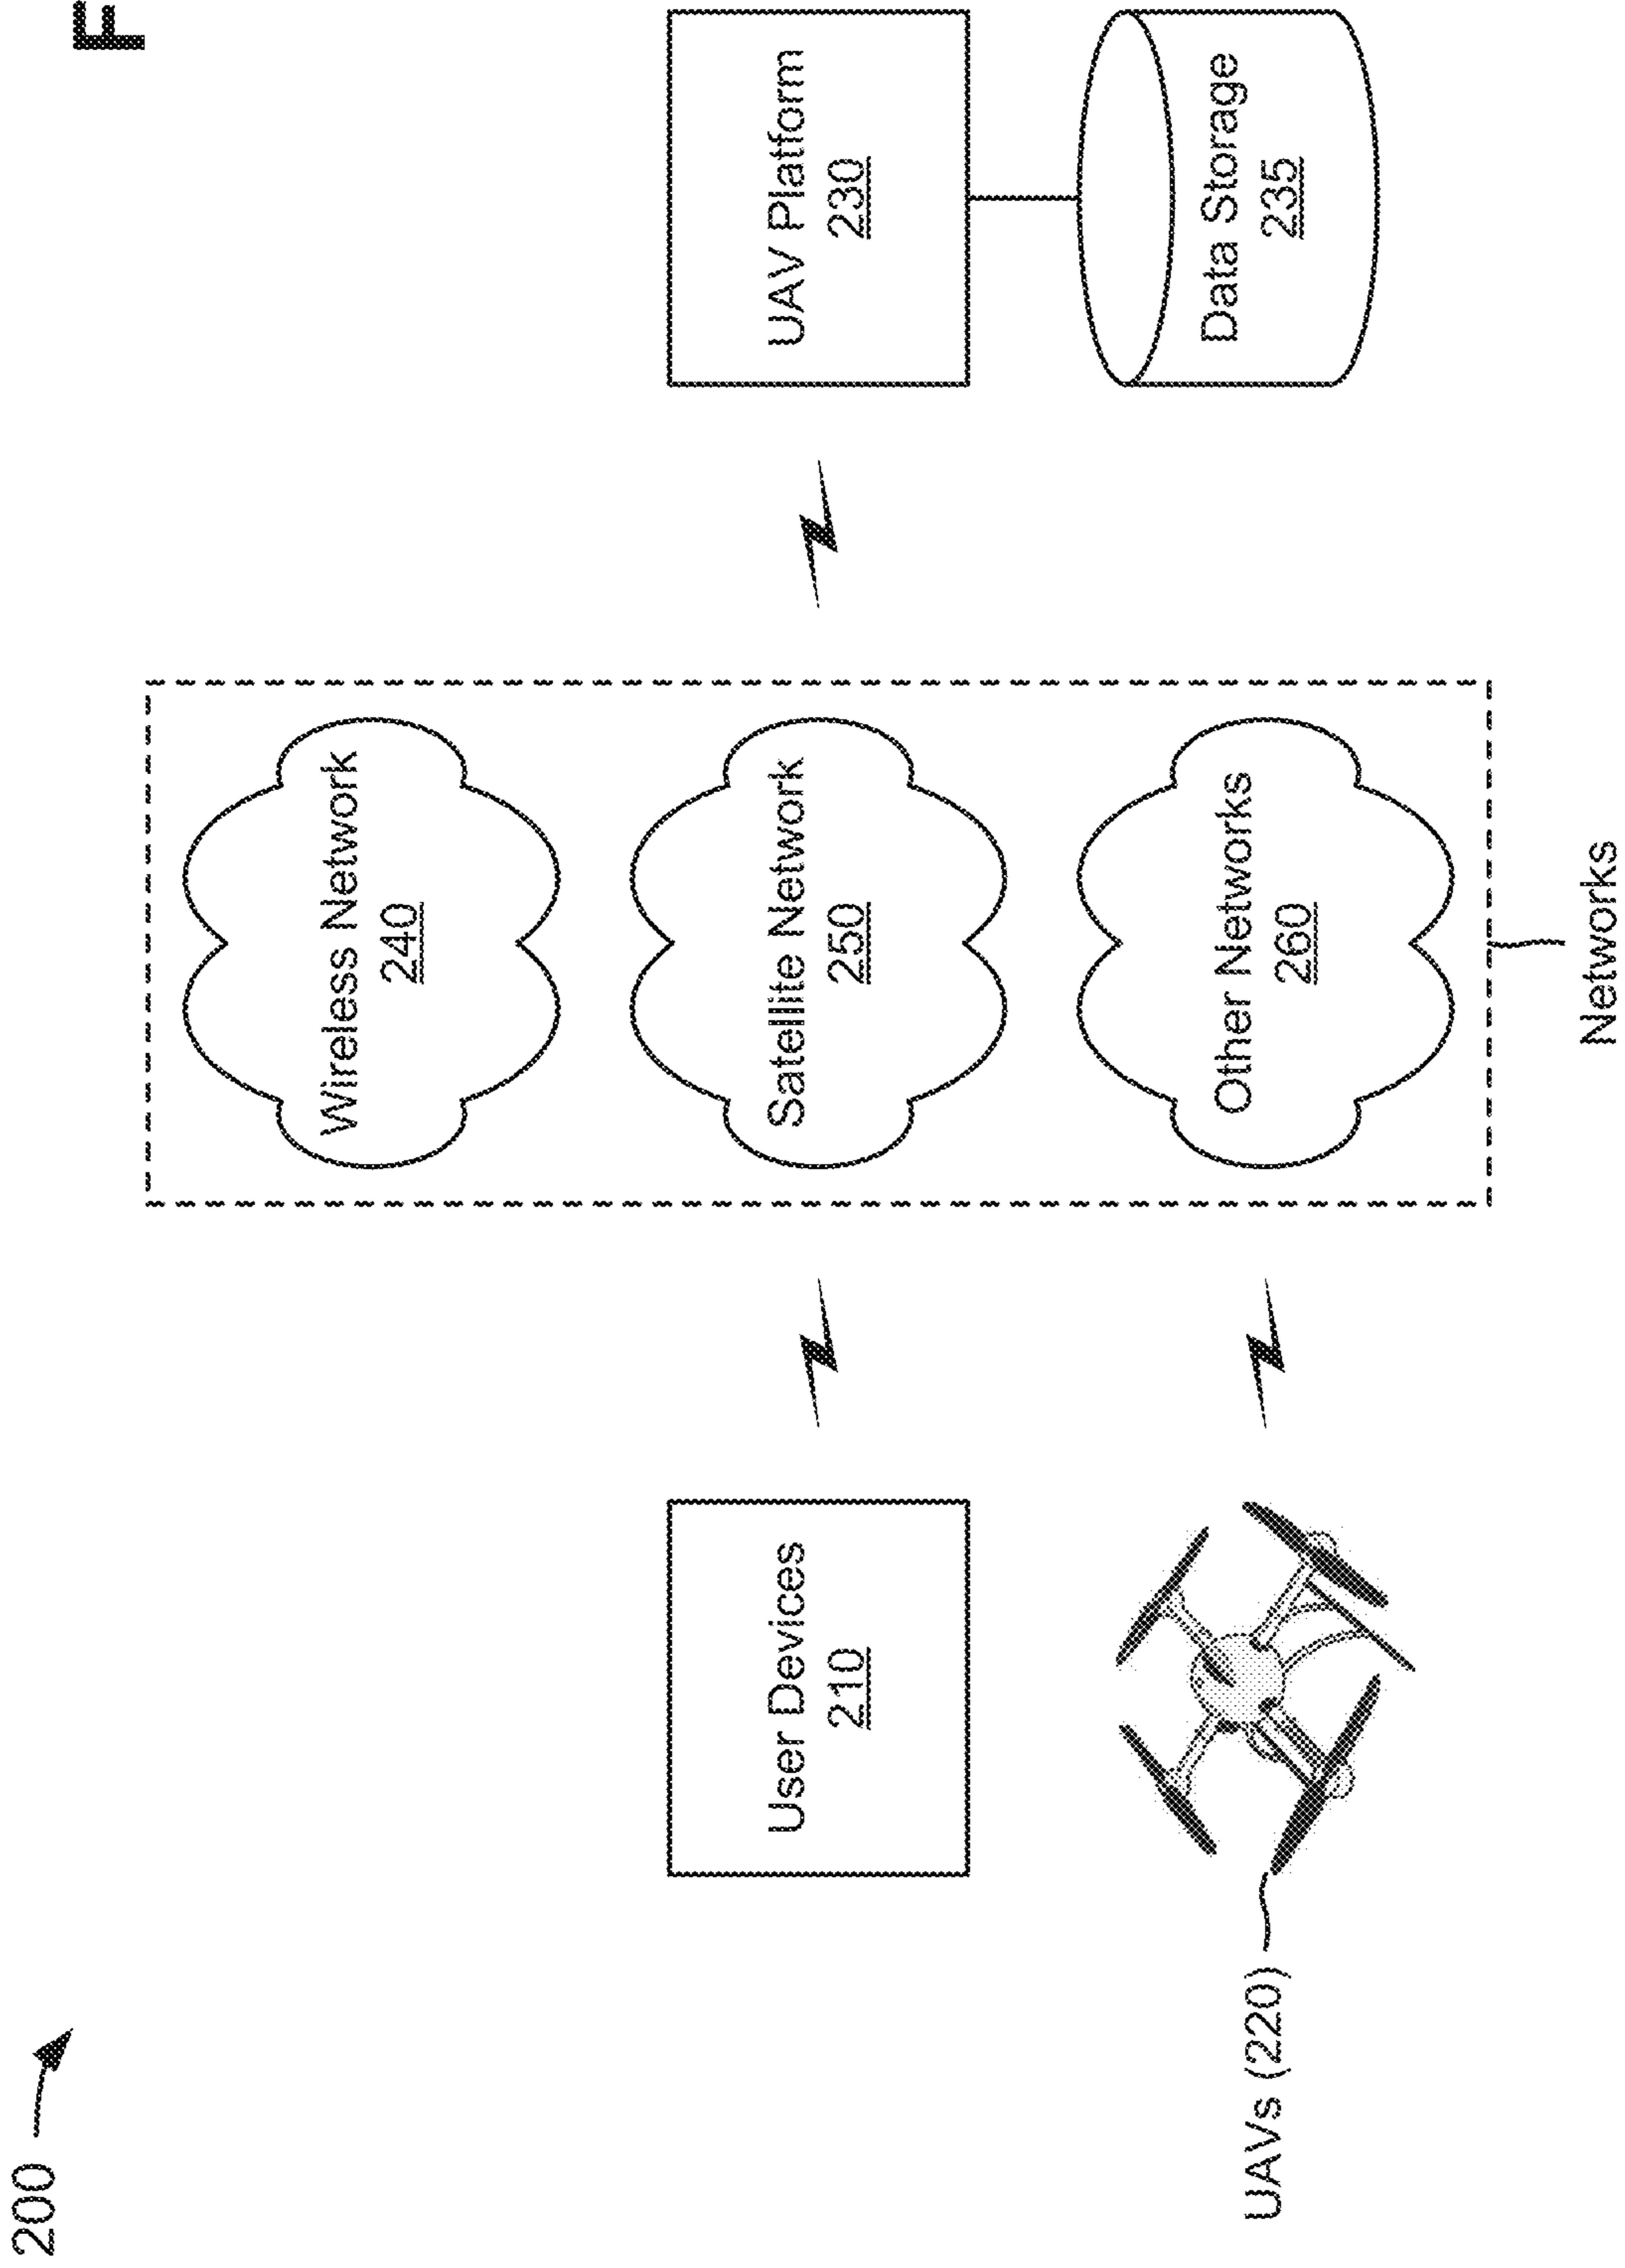 200
F
Wireless Network
240
User Devices
210
Satellite Network
250
UAV Platform
230
UAVs (220)
Other Networks
260
Data Storage
235
Networks